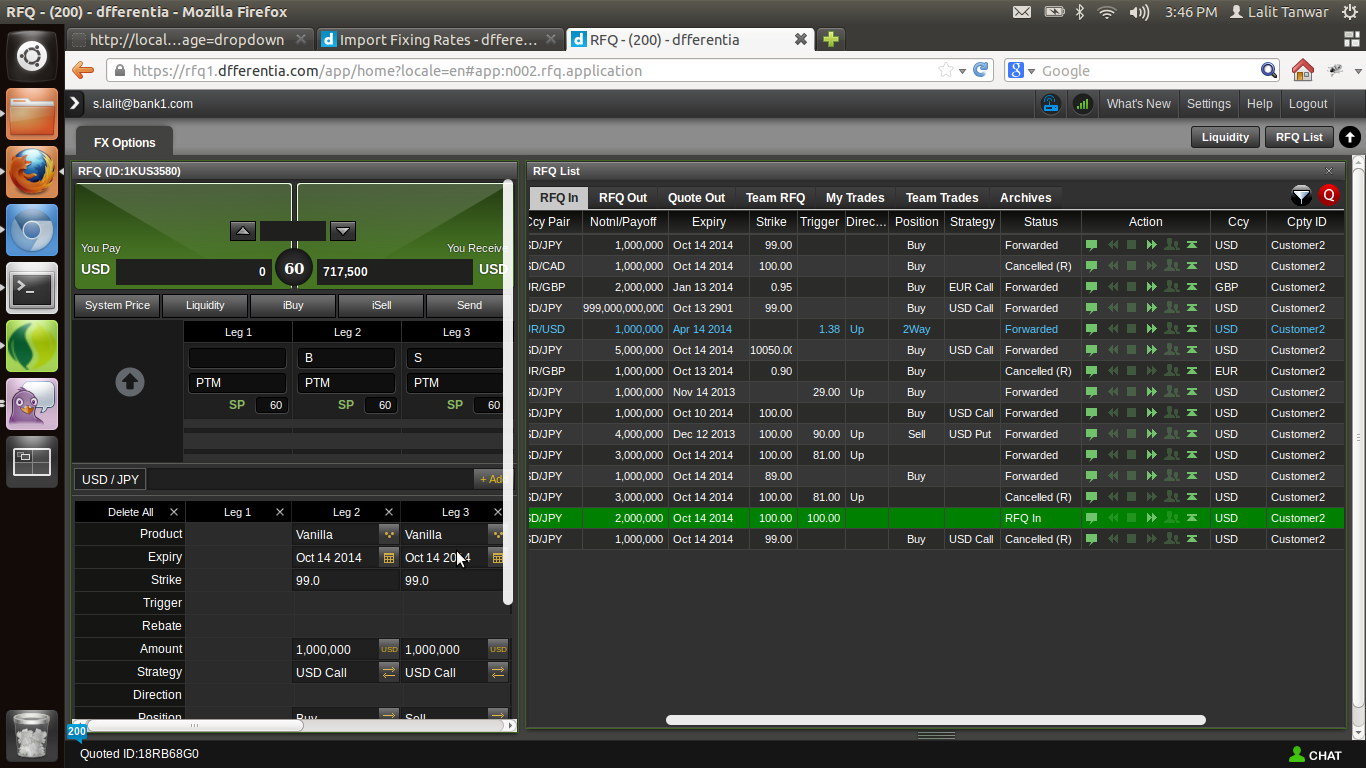 RFQ - (200) - dfferentia - Mozilla Firefox
3:46 PM Lalit Tanwar
http://local...age=dropdown
Import Fixing Rates - dffere...
RFQ - (200) - dfferentia
https://rfq1.dfferentia.com/app/home?locale=en#app:n002.rfq.application
Google
s.lalit@bank1.com
What's New Settings Help Logout
FX Options
Liquidity RFQ List
RFQ (ID:1KUS3580)
You Pay You Receive
USD 0 60 717,500 USD
System Price Liquidity iBuy iSell Send
Leg 1 Leg 2 Leg 3
B S
PTM PTM PTM
SP 60 SP 60 SP 60
USD / JPY
Delete All Leg 1 Leg 2 Leg 3
Product Vanilla Vanilla
Expiry Oct 14 2014 Oct 14 2014
Strike 99.0 99.0
Trigger
Rebate
Amount 1,000,000 USD 1,000,000 USD
Strategy USD Call USD Call
Direction
Position Buy Sell
200
Quoted ID:18RB68G0
RFQ List
RFQ In RFQ Out Quote Out Team RFQ My Trades Team Trades Archives
Q
Ccy Pair Notnl/Payoff Expiry Strike Trigger Direc... Position Strategy Status Action Ccy Cpty ID
D/JPY 1,000,000 Oct 14 2014 99.00 Buy Forwarded USD Customer2
D/CAD 1,000,000 Oct 14 2014 100.00 Buy Cancelled (R) USD Customer2
R/GBP 2,000,000 Jan 13 2014 0.95 Buy EUR Call Forwarded GBP Customer2
D/JPY 999,000,000,000 Oct 13 2901 99.00 Buy USD Call Forwarded USD Customer2
R/USD 1,000,000 Apr 14 2014 1.38 Up 2Way Forwarded USD Customer2
D/JPY 5,000,000 Oct 14 2014 10050.00 Buy USD Call Forwarded USD Customer2
R/GBP 1,000,000 Oct 13 2014 0.90 Buy Cancelled (R) EUR Customer2
D/JPY 1,000,000 Nov 14 2013 29.00 Up Buy Forwarded USD Customer2
D/JPY 1,000,000 Oct 10 2014 100.00 Buy USD Call Forwarded USD Customer2
D/JPY 4,000,000 Dec 12 2013 100.00 90.00 Up Sell USD Put Forwarded USD Customer2
D/JPY 3,000,000 Oct 14 2014 100.00 81.00 Up Forwarded USD Customer2
D/JPY 1,000,000 Oct 14 2014 89.00 Buy Forwarded USD Customer2
D/JPY 3,000,000 Oct 14 2014 100.00 81.00 Up Cancelled (R) USD Customer2
D/JPY 2,000,000 Oct 14 2014 100.00 100.00 RFQ In USD Customer2
D/JPY 1,000,000 Oct 14 2014 99.00 Buy USD Call Cancelled (R) USD Customer2
CHAT